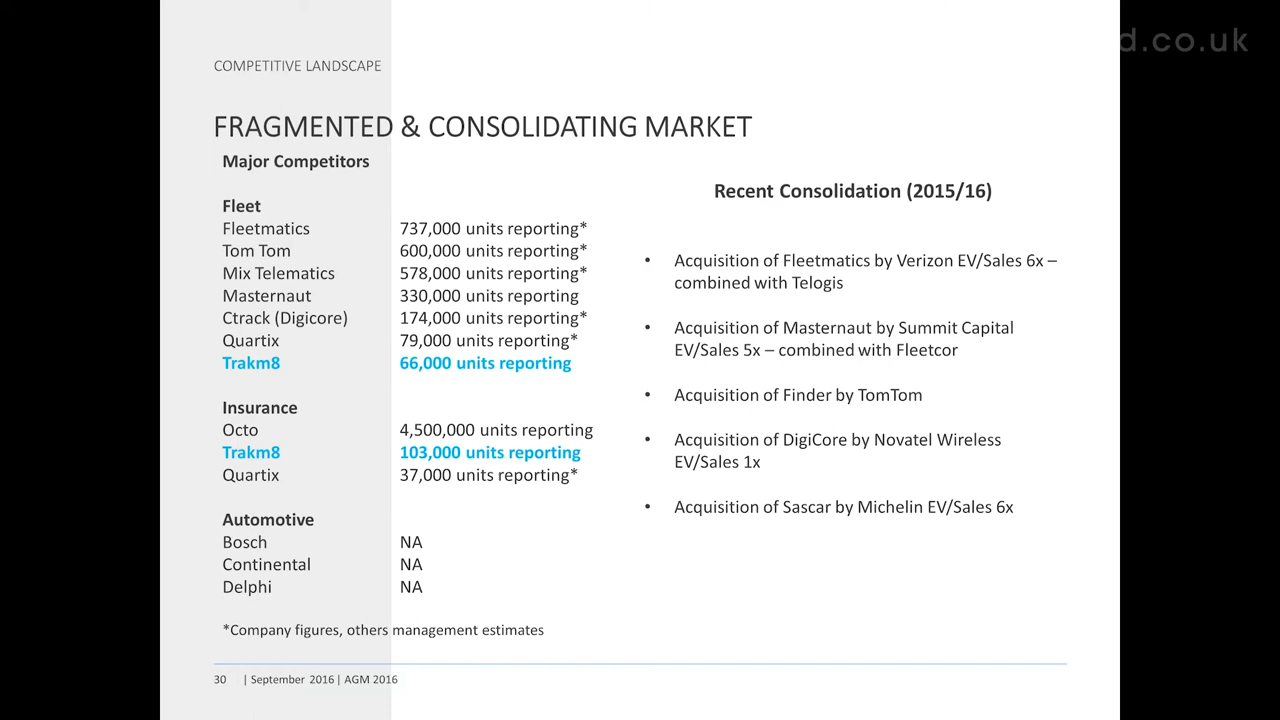 d.co.uk
COMPETITIVE LANDSCAPE
FRAGMENTED & CONSOLIDATING MARKET
Major Competitors
Fleet
Fleetmatics 737,000 units reporting*
Tom Tom 600,000 units reporting*
Mix Telematics 578,000 units reporting*
Masternaut 330,000 units reporting
Ctrack (Digicore) 174,000 units reporting*
Quartix 79,000 units reporting*
Trakm8 66,000 units reporting
Insurance
Octo 4,500,000 units reporting
Trakm8 103,000 units reporting
Quartix 37,000 units reporting*
Automotive
Bosch NA
Continental NA
Delphi NA
*Company figures, others management estimates
Recent Consolidation (2015/16)
• Acquisition of Fleetmatics by Verizon EV/Sales 6x –
combined with Telogis
• Acquisition of Masternaut by Summit Capital
EV/Sales 5x – combined with Fleetcor
• Acquisition of Finder by TomTom
• Acquisition of DigiCore by Novatel Wireless
EV/Sales 1x
• Acquisition of Sascar by Michelin EV/Sales 6x
30 | September 2016 | AGM 2016